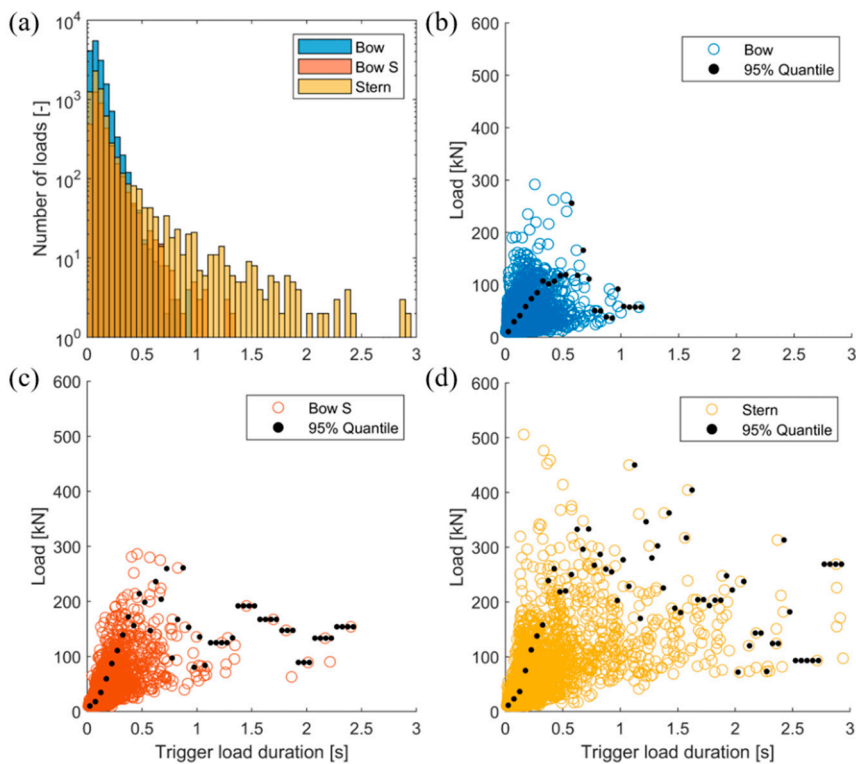 (a)
Number of loads [-]
10^4
10^3
10^2
10^1
10^0
Bow
Bow S
Stern
0 0.5 1 1.5 2 2.5 3
(b)
Load [kN]
600
500
400
300
200
100
0
Bow
95% Quantile
0 0.5 1 1.5 2 2.5 3
(c)
Load [kN]
600
500
400
300
200
100
0
Bow S
95% Quantile
0 0.5 1 1.5 2 2.5 3
Trigger load duration [s]
(d)
Load [kN]
600
500
400
300
200
100
0
Stern
95% Quantile
0 0.5 1 1.5 2 2.5 3
Trigger load duration [s]